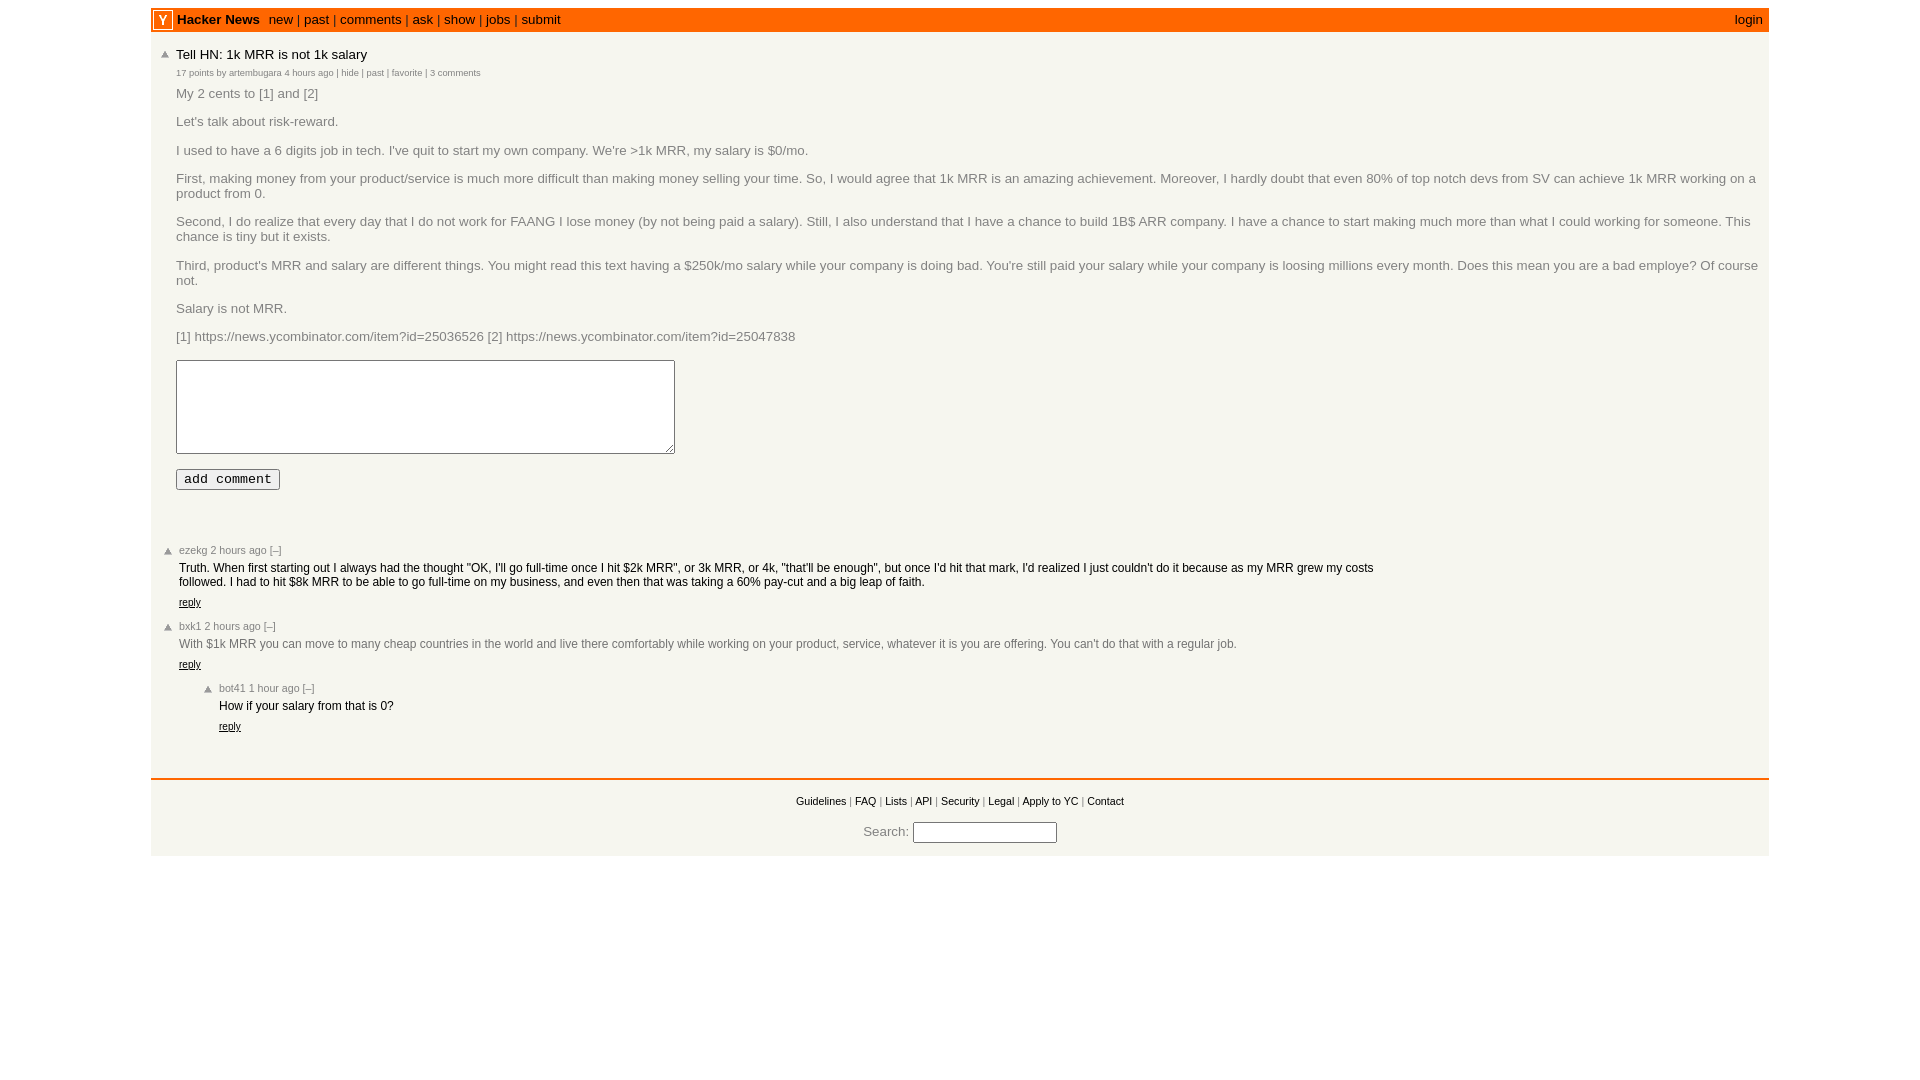 Y Hacker News new | past | comments | ask | show | jobs | submit login
Tell HN: 1k MRR is not 1k salary
17 points by artembugara 4 hours ago | hide | past | favorite | 3 comments
My 2 cents to [1] and [2]
Let's talk about risk-reward.
I used to have a 6 digits job in tech. I've quit to start my own company. We're >1k MRR, my salary is $0/mo.
First, making money from your product/service is much more difficult than making money selling your time. So, I would agree that 1k MRR is an amazing achievement. Moreover, I hardly doubt that even 80% of top notch devs from SV can achieve 1k MRR working on a
product from 0.
Second, I do realize that every day that I do not work for FAANG I lose money (by not being paid a salary). Still, I also understand that I have a chance to build 1B$ ARR company. I have a chance to start making much more than what I could working for someone. This
chance is tiny but it exists.
Third, product's MRR and salary are different things. You might read this text having a $250k/mo salary while your company is doing bad. You're still paid your salary while your company is loosing millions every month. Does this mean you are a bad employe? Of course
not.
Salary is not MRR.
[1] https://news.ycombinator.com/item?id=25036526 [2] https://news.ycombinator.com/item?id=25047838
add comment
ezekg 2 hours ago [–]
Truth. When first starting out I always had the thought "OK, I'll go full-time once I hit $2k MRR", or 3k MRR, or 4k, "that'll be enough", but once I'd hit that mark, I'd realized I just couldn't do it because as my MRR grew my costs
followed. I had to hit $8k MRR to be able to go full-time on my business, and even then that was taking a 60% pay-cut and a big leap of faith.
reply
bxk1 2 hours ago [–]
With $1k MRR you can move to many cheap countries in the world and live there comfortably while working on your product, service, whatever it is you are offering. You can't do that with a regular job.
reply
bot41 1 hour ago [–]
How if your salary from that is 0?
reply
Guidelines | FAQ | Lists | API | Security | Legal | Apply to YC | Contact
Search: